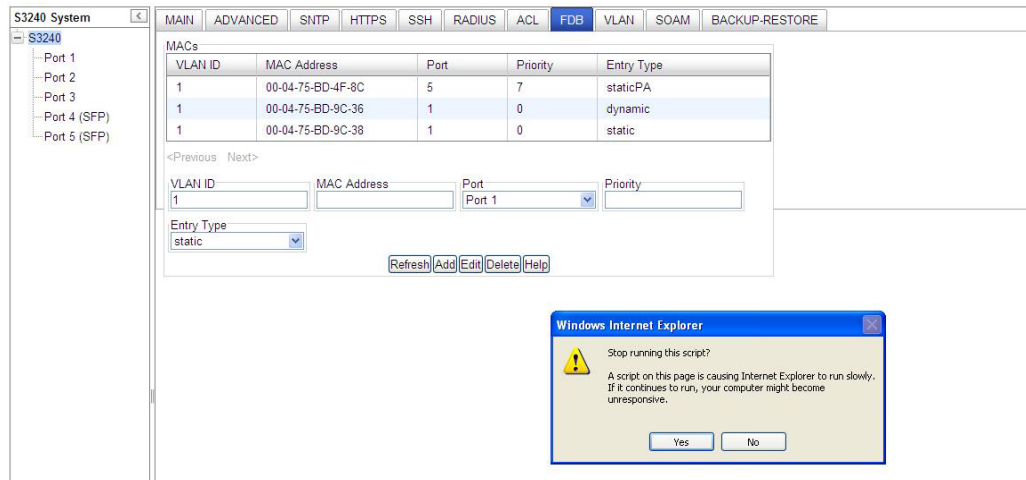 S3240 System <
MAIN ADVANCED SNTP HTTPS SSH RADIUS ACL FDB VLAN SOAM BACKUP-RESTORE
S3240
Port 1
Port 2
Port 3
Port 4 (SFP)
Port 5 (SFP)
MACs
VLAN ID MAC Address Port Priority Entry Type
1 00-04-75-BD-4F-8C 5 7 staticPA
1 00-04-75-BD-9C-36 1 0 dynamic
1 00-04-75-BD-9C-38 1 0 static
<Previous Next>
VLAN ID MAC Address Port Priority
1 Port 1
Entry Type
static
Refresh Add Edit Delete Help
Windows Internet Explorer
Stop running this script?
A script on this page is causing Internet Explorer to run slowly.
If it continues to run, your computer might become
unresponsive.
Yes No